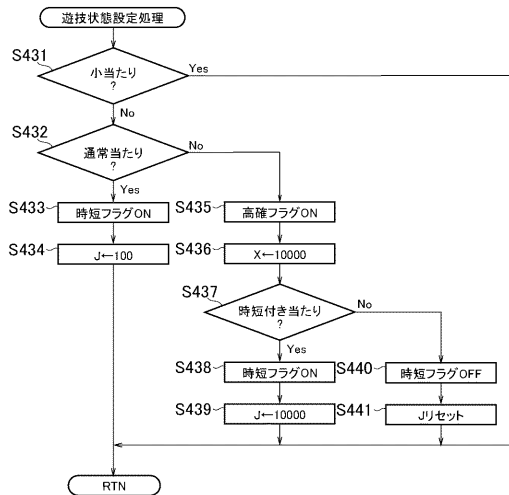 遊技状態設定処理
S431
小当たり
?
Yes
No
S432
通常当たり
?
No
Yes
S433
時短フラグON
S435
高確フラグON
S434
J←100
S436
X←10000
S437
時短付き当たり
?
No
Yes
S438
時短フラグON
S440
時短フラグOFF
S439
J←10000
S441
Jリセット
RTN